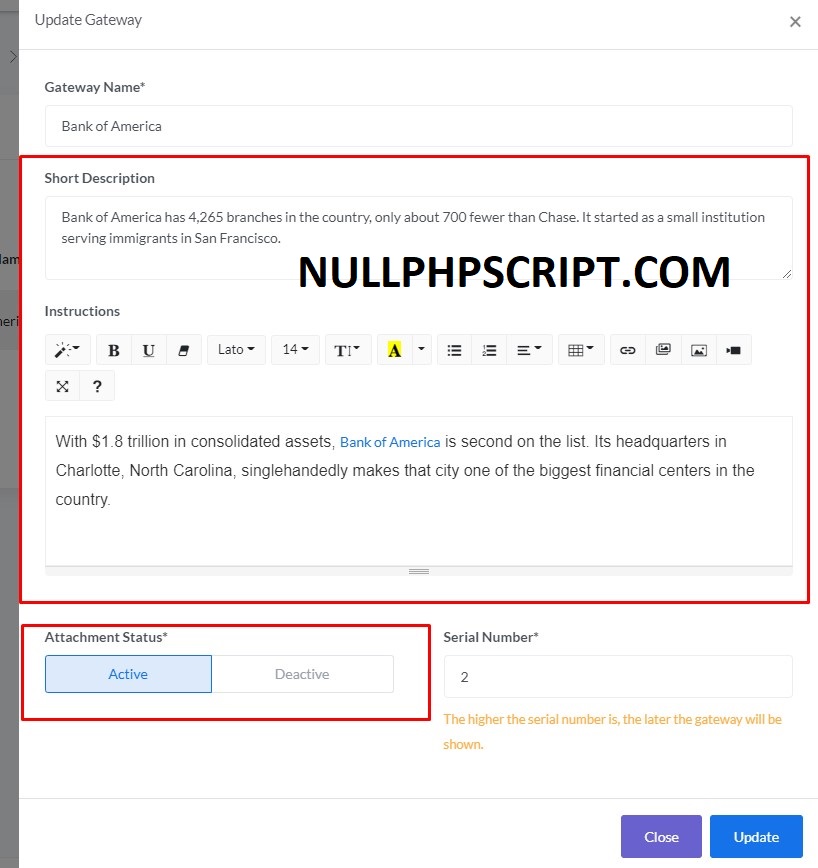 Update Gateway
×
Gateway Name*
Bank of America
Short Description
Bank of America has 4,265 branches in the country, only about 700 fewer than Chase. It started as a small institution
serving immigrants in San Francisco.
NULLPHPSCRIPT.COM
Instructions
B U Lato 14 TI A
?
With $1.8 trillion in consolidated assets, Bank of America is second on the list. Its headquarters in
Charlotte, North Carolina, singlehandedly makes that city one of the biggest financial centers in the
country.
Attachment Status*
Active Deactive
Serial Number*
2
The higher the serial number is, the later the gateway will be
shown.
Close Update